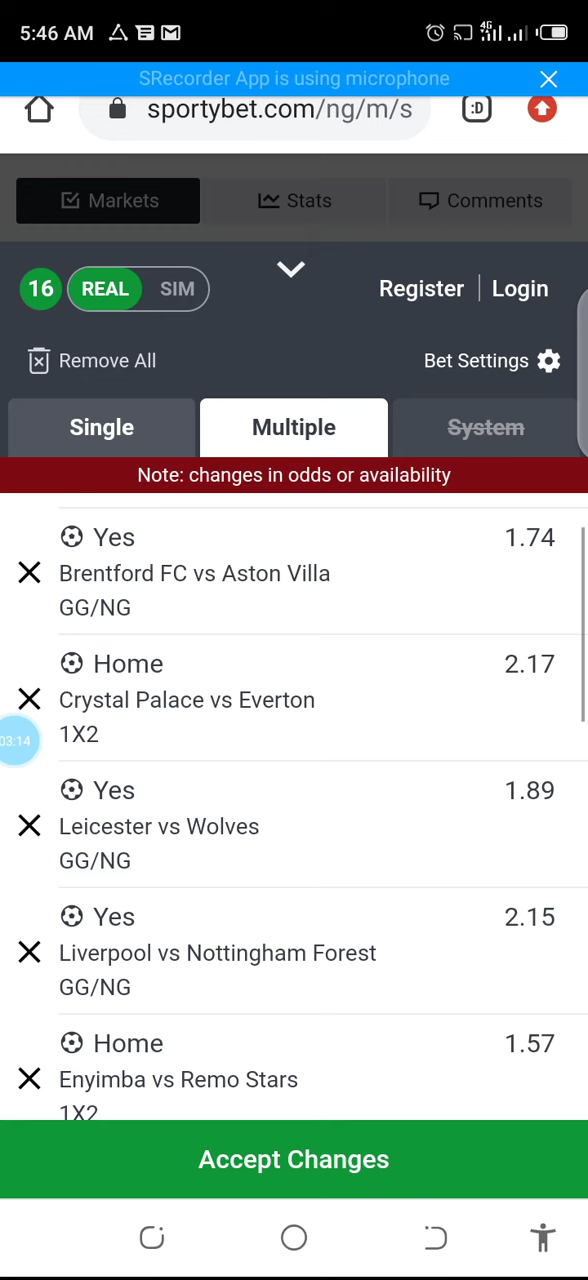 5:46 AM
4G
SRecorder App is using microphone
sportybet.com/ng/m/s
:D
Markets
Stats
Comments
16
REAL
SIM
Register
Login
Remove All
Bet Settings
Single
Multiple
System
Note: changes in odds or availability
Yes
1.74
Brentford FC vs Aston Villa
GG/NG
Home
2.17
Crystal Palace vs Everton
03:14
1X2
Yes
1.89
Leicester vs Wolves
GG/NG
Yes
2.15
Liverpool vs Nottingham Forest
GG/NG
Home
1.57
Enyimba vs Remo Stars
1X2
Accept Changes